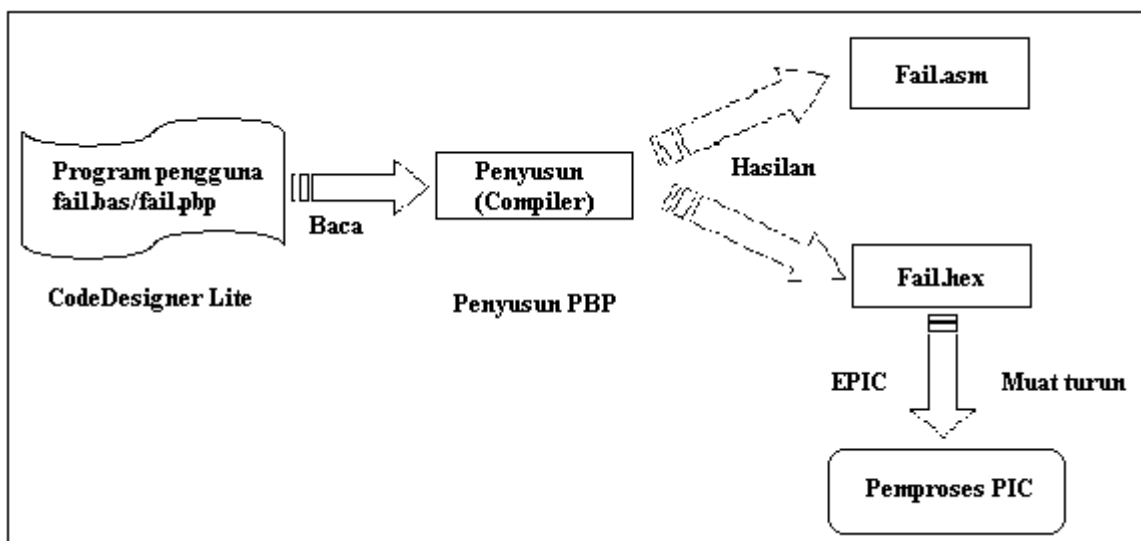 Fail.asm
Program pengguna
fail.bas/fail.pbp
Baca
Penyusun
(Compiler)
Hasilan
CodeDesigner Lite
Penyusun PBP
Fail.hex
EPIC
Muat turun
Pemproses PIC